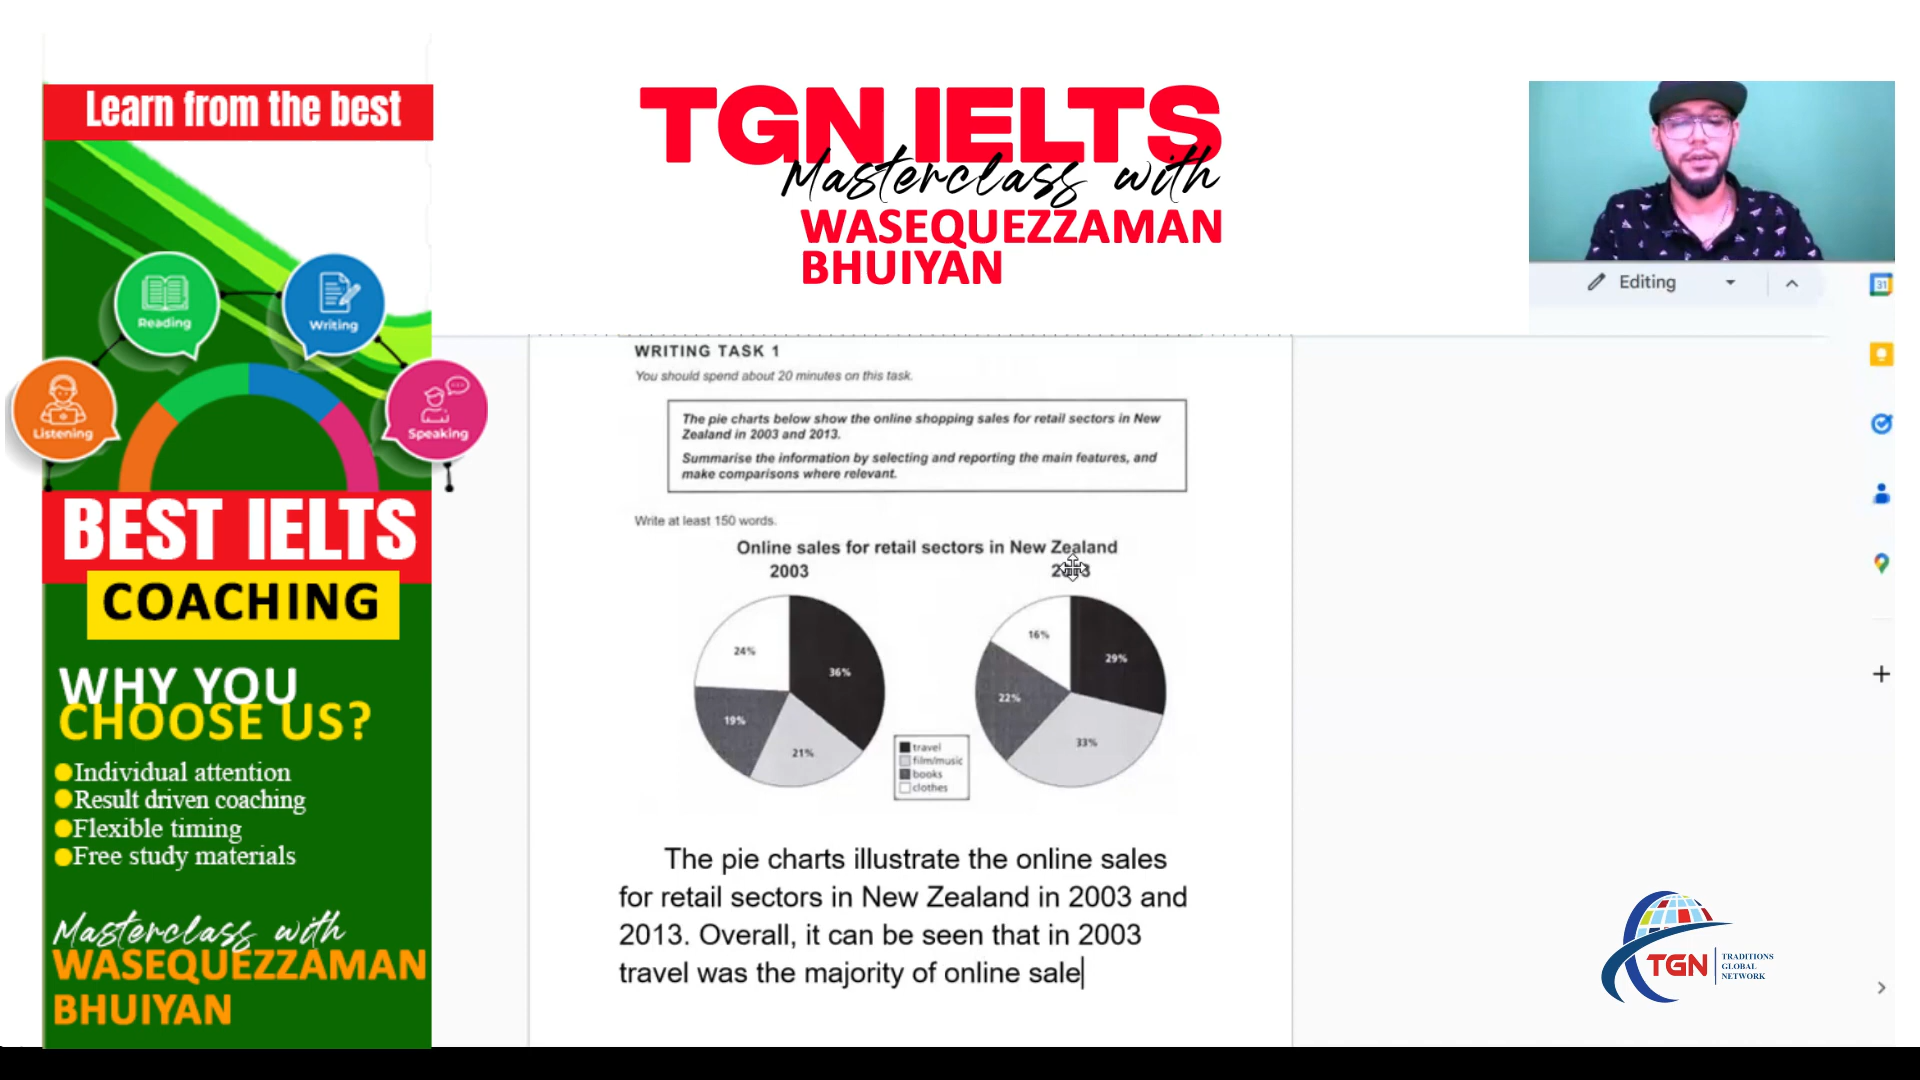 Learn from the best
Reading
Writing
Listening
Speaking
BEST IELTS
COACHING
WHY YOU
CHOOSE US?
Individual attention
Result driven coaching
Flexible timing
Free study materials
Masterclass with
WASEQUEZZAMAN
BHUIYAN
TGN IELTS
Masterclass with
WASEQUEZZAMAN
BHUIYAN
Editing
31
WRITING TASK 1
You should spend about 20 minutes on this task.
The pie charts below show the online shopping sales for retail sectors in New
Zealand in 2003 and 2013.
Summarise the information by selecting and reporting the main features, and
make comparisons where relevant.
Write at least 150 words.
Online sales for retail sectors in New Zealand
2003
2013
24%
36%
19%
21%
16%
29%
22%
33%
travel
film/music
books
clothes
The pie charts illustrate the online sales
for retail sectors in New Zealand in 2003 and
2013. Overall, it can be seen that in 2003
travel was the majority of online sale
TGN
TRADITIONS
GLOBAL
NETWORK